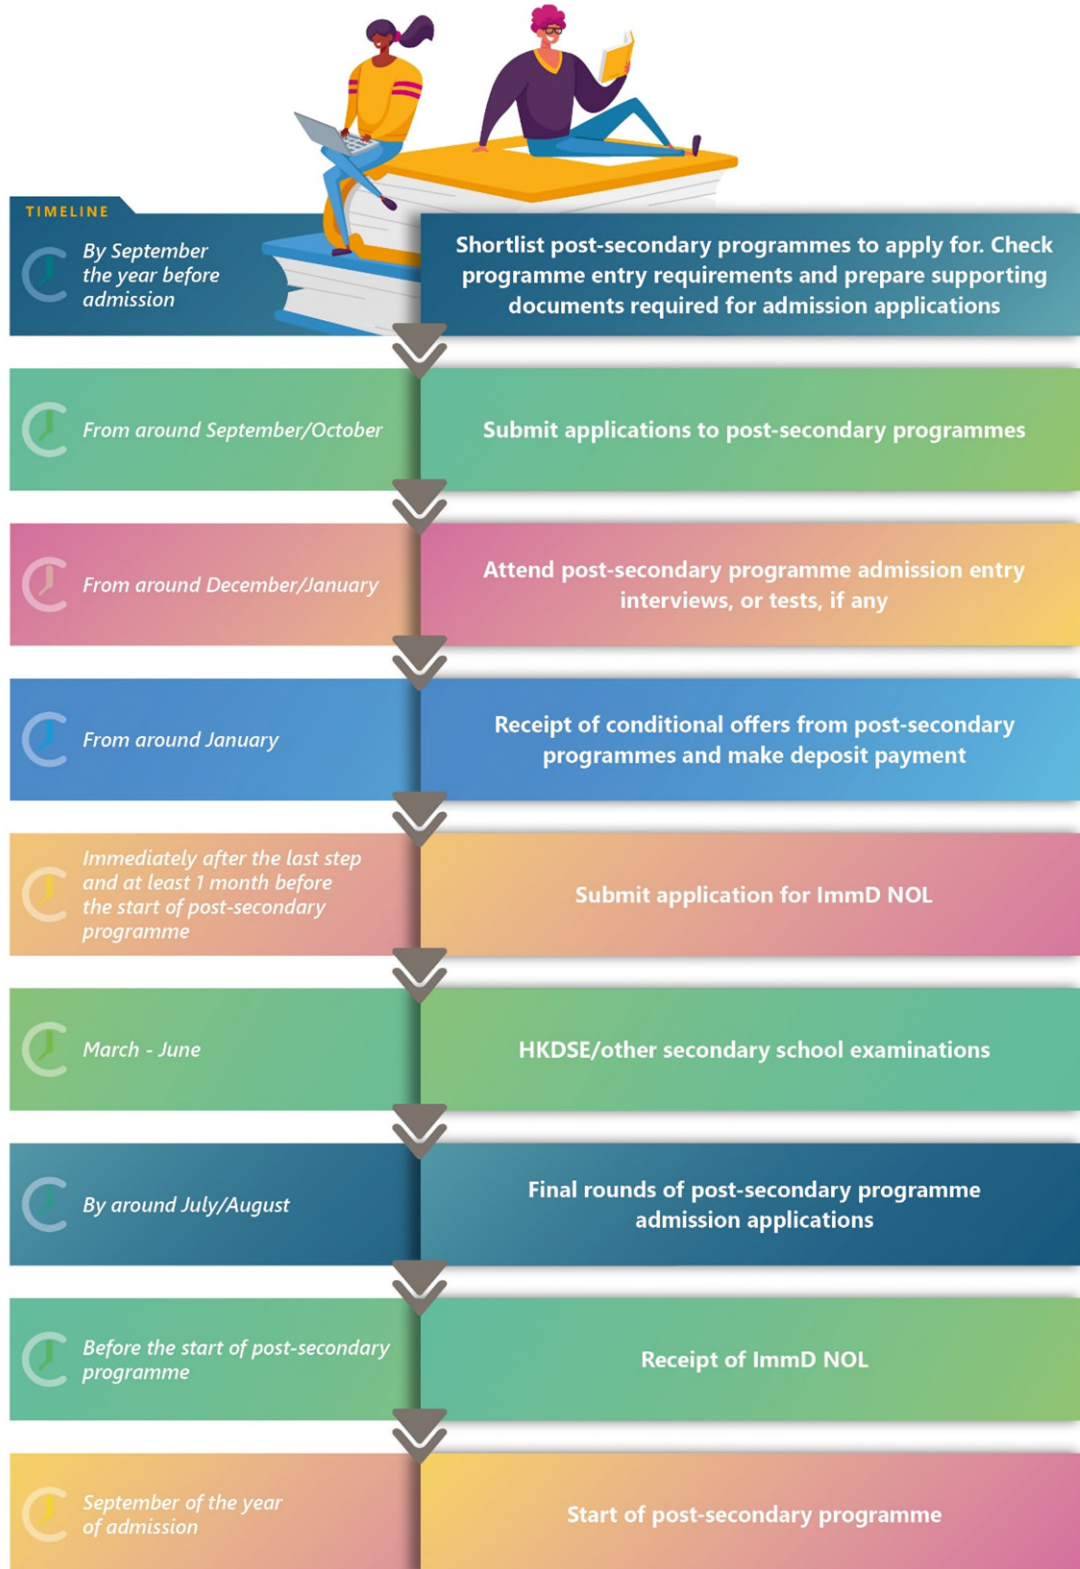 TIMELINE
By September
the year before
admission
Shortlist post-secondary programmes to apply for. Check
programme entry requirements and prepare supporting
documents required for admission applications
From around September/October
Submit applications to post-secondary programmes
From around December/January
Attend post-secondary programme admission entry
interviews, or tests, if any
From around January
Receipt of conditional offers from post-secondary
programmes and make deposit payment
Immediately after the last step
and at least 1 month before
the start of post-secondary
programme
Submit application for ImmD NOL
March - June
HKDSE/other secondary school examinations
By around July/August
Final rounds of post-secondary programme
admission applications
Before the start of post-secondary
programme
Receipt of ImmD NOL
September of the year
of admission
Start of post-secondary programme